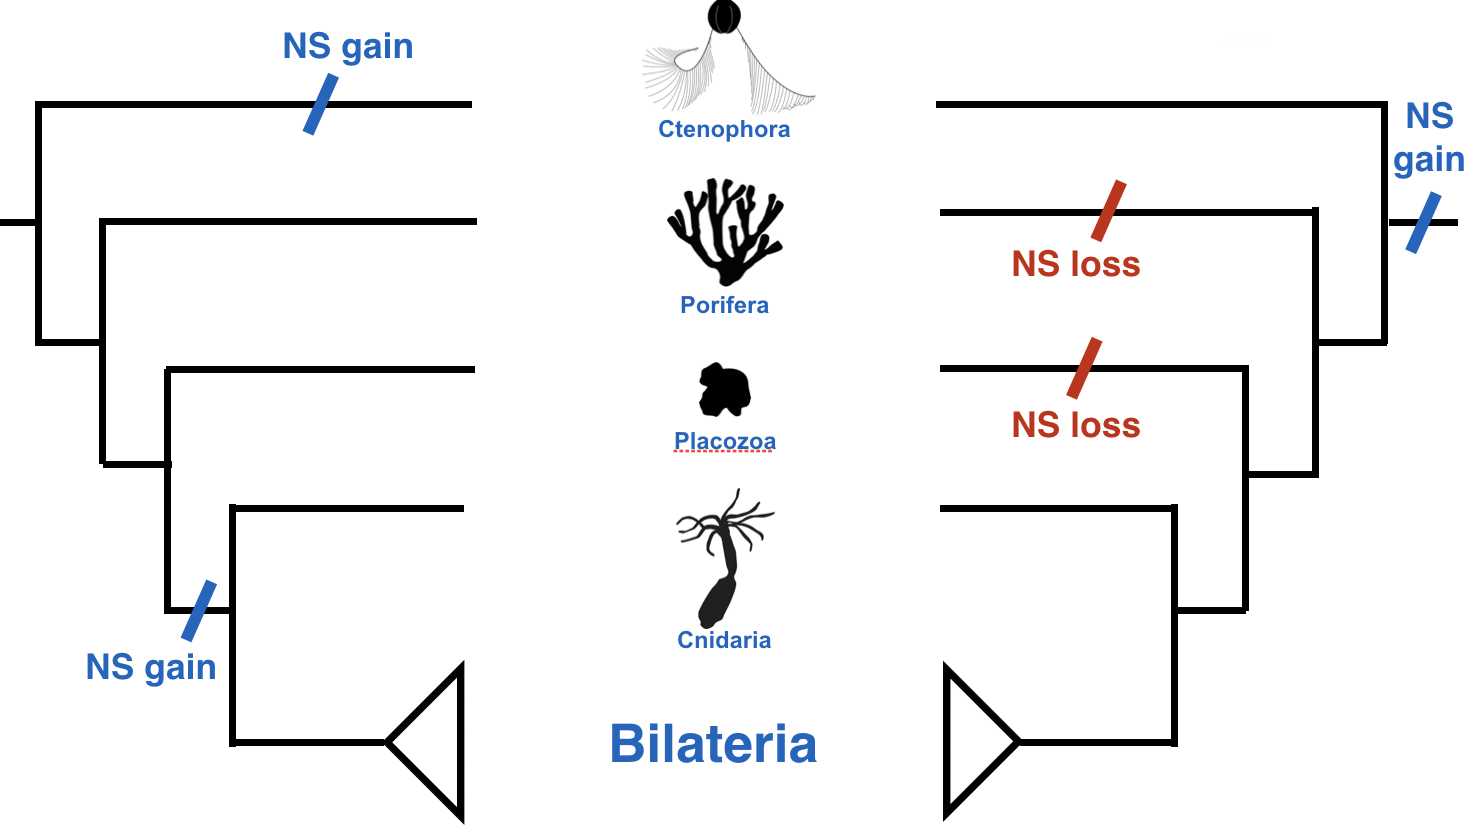 NS gain
Ctenophora
NS
gain
Porifera
NS loss
Placozoa
NS loss
Cnidaria
NS gain
Bilateria